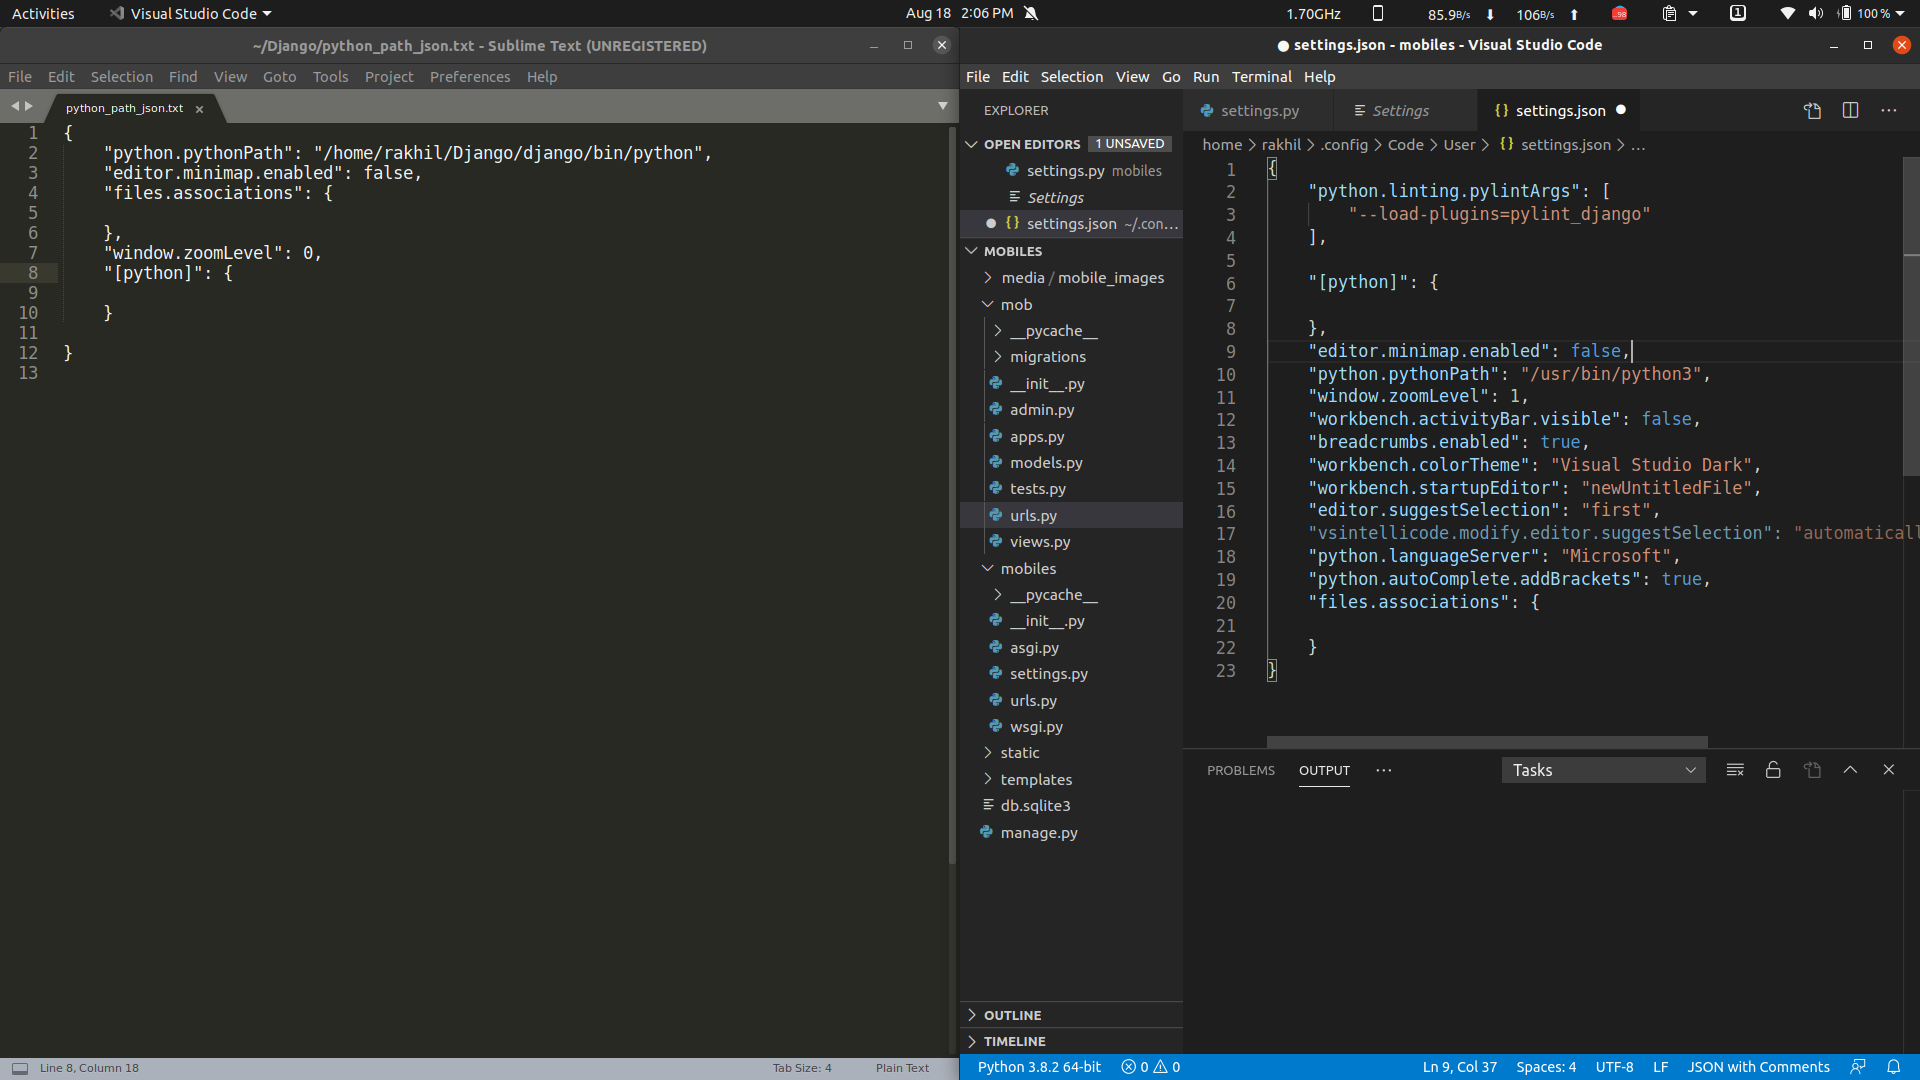 Activities
Visual Studio Code
Aug 18 2:06 PM
1.70GHz
85.9B/s
106B/s
.98
1
100 %
~/Django/python_path_json.txt - Sublime Text (UNREGISTERED)
File Edit Selection Find View Goto Tools Project Preferences Help
python_path_json.txt ×
1 {
2 "python.pythonPath": "/home/rakhil/Django/django/bin/python",
3 "editor.minimap.enabled": false,
4 "files.associations": {
5
6 },
7 "window.zoomLevel": 0,
8 "[python]": {
9
10 }
11
12 }
13
Line 8, Column 18
Tab Size: 4
Plain Text
● settings.json - mobiles - Visual Studio Code
File Edit Selection View Go Run Terminal Help
EXPLORER
OPEN EDITORS 1 UNSAVED
settings.py mobiles
Settings
● {} settings.json ~/.con...
MOBILES
media / mobile_images
mob
__pycache__
migrations
__init__.py
admin.py
apps.py
models.py
tests.py
urls.py
views.py
mobiles
__pycache__
__init__.py
asgi.py
settings.py
urls.py
wsgi.py
static
templates
db.sqlite3
manage.py
OUTLINE
TIMELINE
settings.py
Settings
{} settings.json ●
home > rakhil > .config > Code > User > {} settings.json > ...
1 {
2 "python.linting.pylintArgs": [
3 "--load-plugins=pylint_django"
4 ],
5
6 "[python]": {
7
8 },
9 "editor.minimap.enabled": false,
10 "python.pythonPath": "/usr/bin/python3",
11 "window.zoomLevel": 1,
12 "workbench.activityBar.visible": false,
13 "breadcrumbs.enabled": true,
14 "workbench.colorTheme": "Visual Studio Dark",
15 "workbench.startupEditor": "newUntitledFile",
16 "editor.suggestSelection": "first",
17 "vsintellicode.modify.editor.suggestSelection": "automaticall
18 "python.languageServer": "Microsoft",
19 "python.autoComplete.addBrackets": true,
20 "files.associations": {
21
22 }
23 }
PROBLEMS OUTPUT ...
Tasks
Python 3.8.2 64-bit
0
0
Ln 9, Col 37
Spaces: 4
UTF-8
LF
JSON with Comments